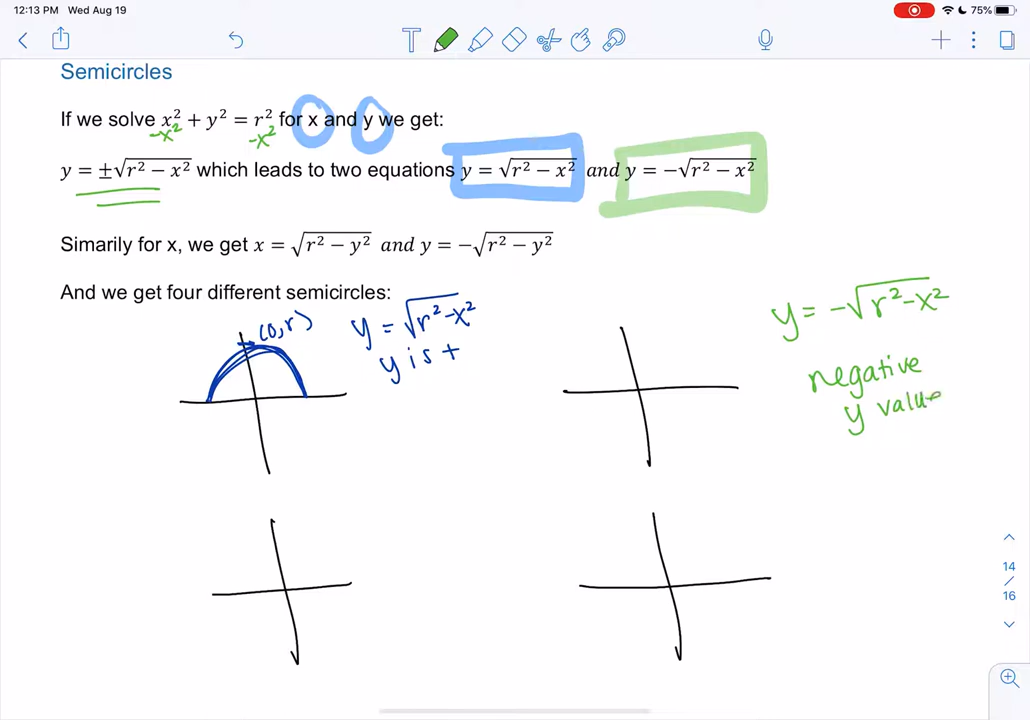 12:13 PM Wed Aug 19
75%
T
Semicircles
If we solve x² + y² = r² for x and y we get:
-x² -x²
y = ±√r² − x² which leads to two equations y = √r² − x² and y = −√r² − x²
Simarily for x, we get x = √r² − y² and y = −√r² − y²
And we get four different semicircles:
(0,r)
y = √r²-x²
y is +
y = -√r²-x²
negative
y value
14
/
16